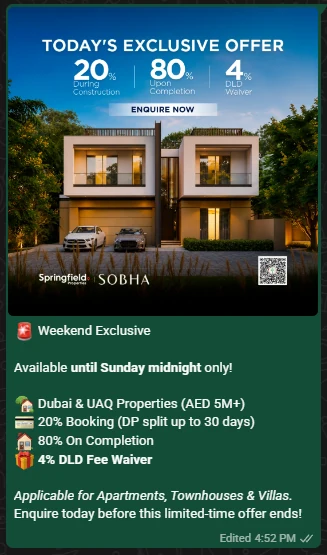 TODAY'S EXCLUSIVE OFFER
20%
During
Construction
80%
Upon
Completion
4%
DLD
Waiver
ENQUIRE NOW
Springfield
Properties
SOBHA
🚨 Weekend Exclusive
Available until Sunday midnight only!
🏡 Dubai & UAQ Properties (AED 5M+)
💳 20% Booking (DP split up to 30 days)
🏠 80% On Completion
🎁 4% DLD Fee Waiver
Applicable for Apartments, Townhouses & Villas.
Enquire today before this limited-time offer ends!
Edited 4:52 PM